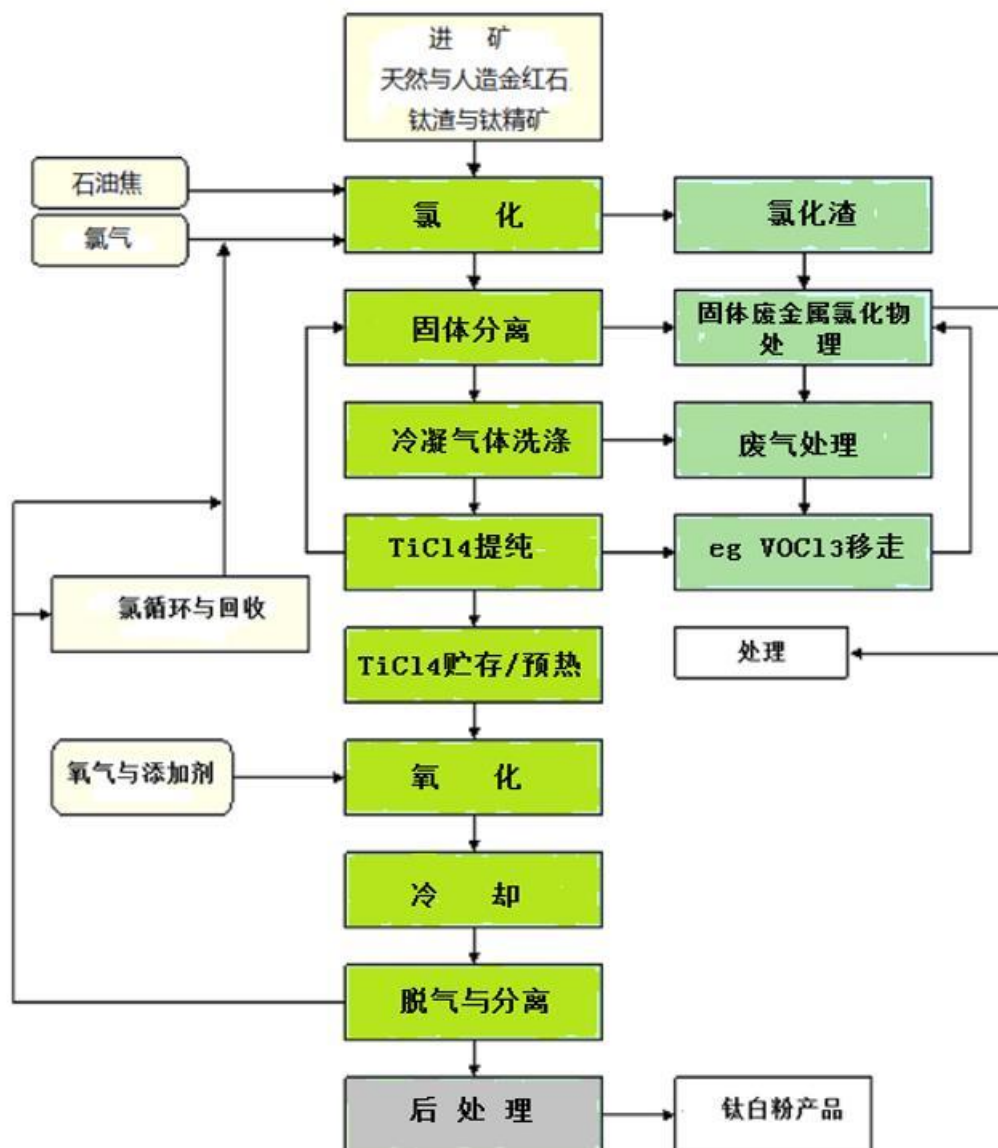 进 矿
天然与人造金红石
钛渣与钛精矿
石油焦
氯 化
氯化渣
氯气
固体分离
固体废金属氯化物
处 理
冷凝气体洗涤
废气处理
TiCl4提纯
eg VOCl3移走
氯循环与回收
TiCl4贮存/预热
处理
氧气与添加剂
氧 化
冷 却
脱气与分离
后 处 理
钛白粉产品